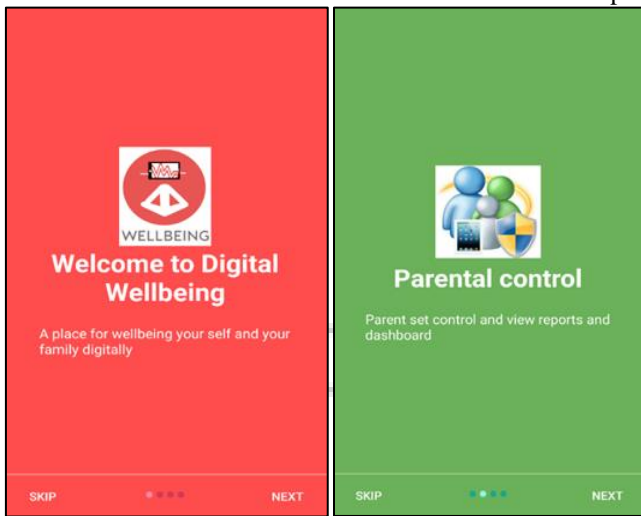 WELLBEING
Welcome to Digital
Wellbeing
A place for wellbeing your self and your
family digitally
SKIP
NEXT
Parental control
Parent set control and view reports and
dashboard
SKIP
NEXT